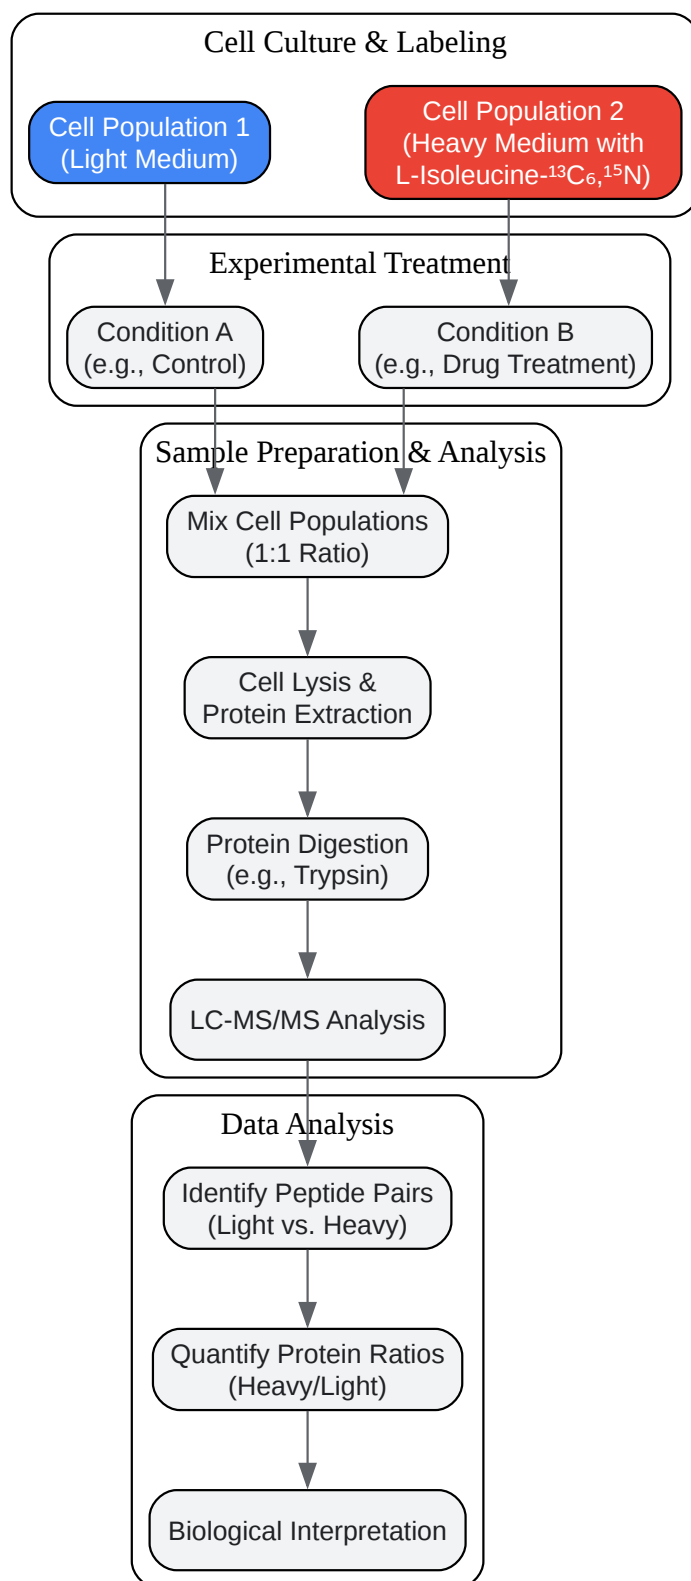 Cell Culture & Labeling
Cell Population 1
(Light Medium)
Cell Population 2
(Heavy Medium with
L-Isoleucine-¹³C₆,¹⁵N)
Experimental Treatment
Condition A
(e.g., Control)
Condition B
(e.g., Drug Treatment)
Sample Preparation & Analysis
Mix Cell Populations
(1:1 Ratio)
Cell Lysis &
Protein Extraction
Protein Digestion
(e.g., Trypsin)
LC-MS/MS Analysis
Data Analysis
Identify Peptide Pairs
(Light vs. Heavy)
Quantify Protein Ratios
(Heavy/Light)
Biological Interpretation